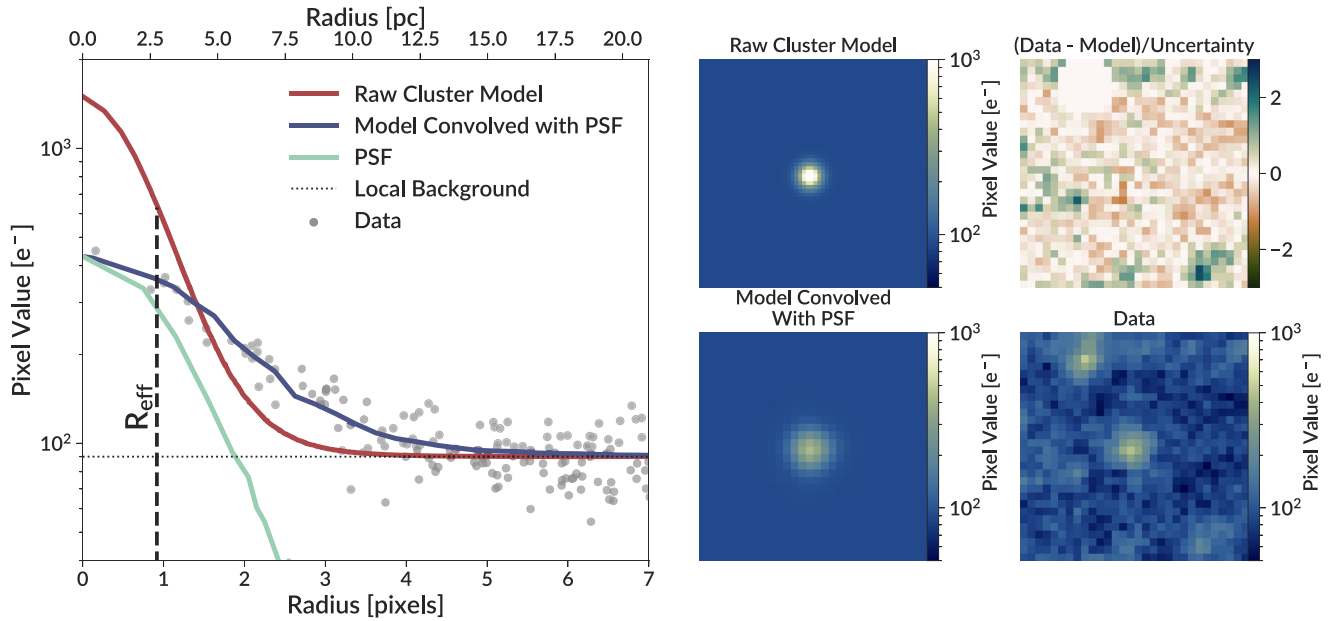 Radius [pc]
0.0 2.5 5.0 7.5 10.0 12.5 15.0 17.5 20.0
Raw Cluster Model
Model Convolved with PSF
PSF
Local Background
Data
10³
10²
Pixel Value [e⁻]
R_eff
0 1 2 3 4 5 6 7
Radius [pixels]
Raw Cluster Model
10³
10²
Pixel Value [e⁻]
(Data - Model)/Uncertainty
2
0
−2
Model Convolved
With PSF
10³
10²
Pixel Value [e⁻]
Data
10³
10²
Pixel Value [e⁻]